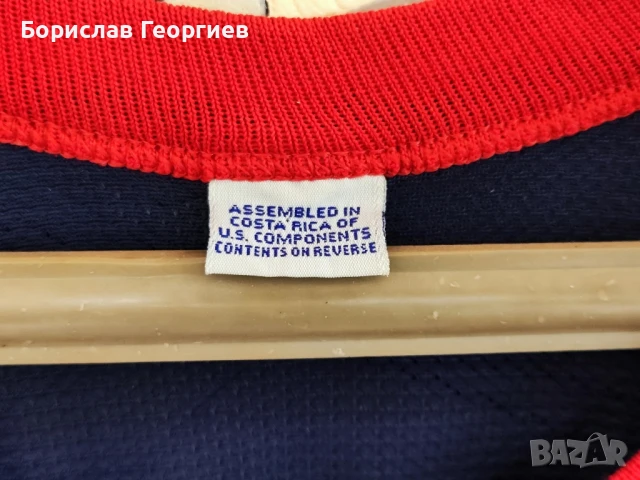 Борислав Георгиев
ASSEMBLED IN
COSTA RICA OF
U.S. COMPONENTS
CONTENTS ON REVERSE
BAZAR